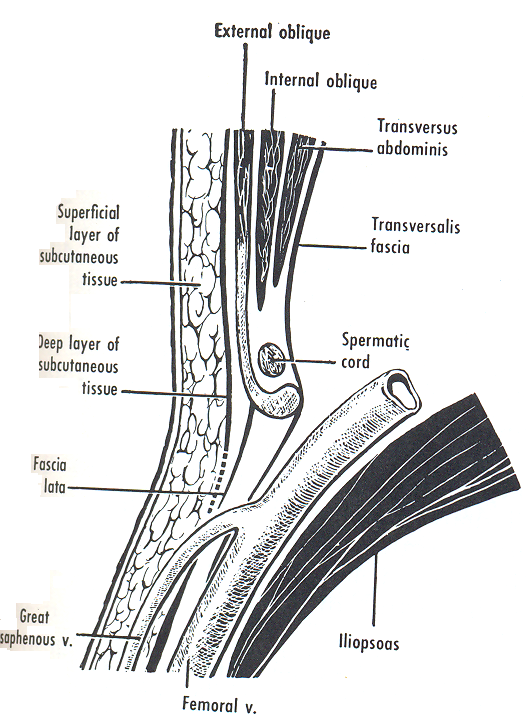 External oblique
Internal oblique
Transversus
abdominis
Superficial
layer of
subcutaneous
tissue
Transversalis
fascia
Deep layer of
subcutaneous
tissue
Spermatic
cord
Fascia
lata
Great
saphenous v.
Iliopsoas
Femoral v.